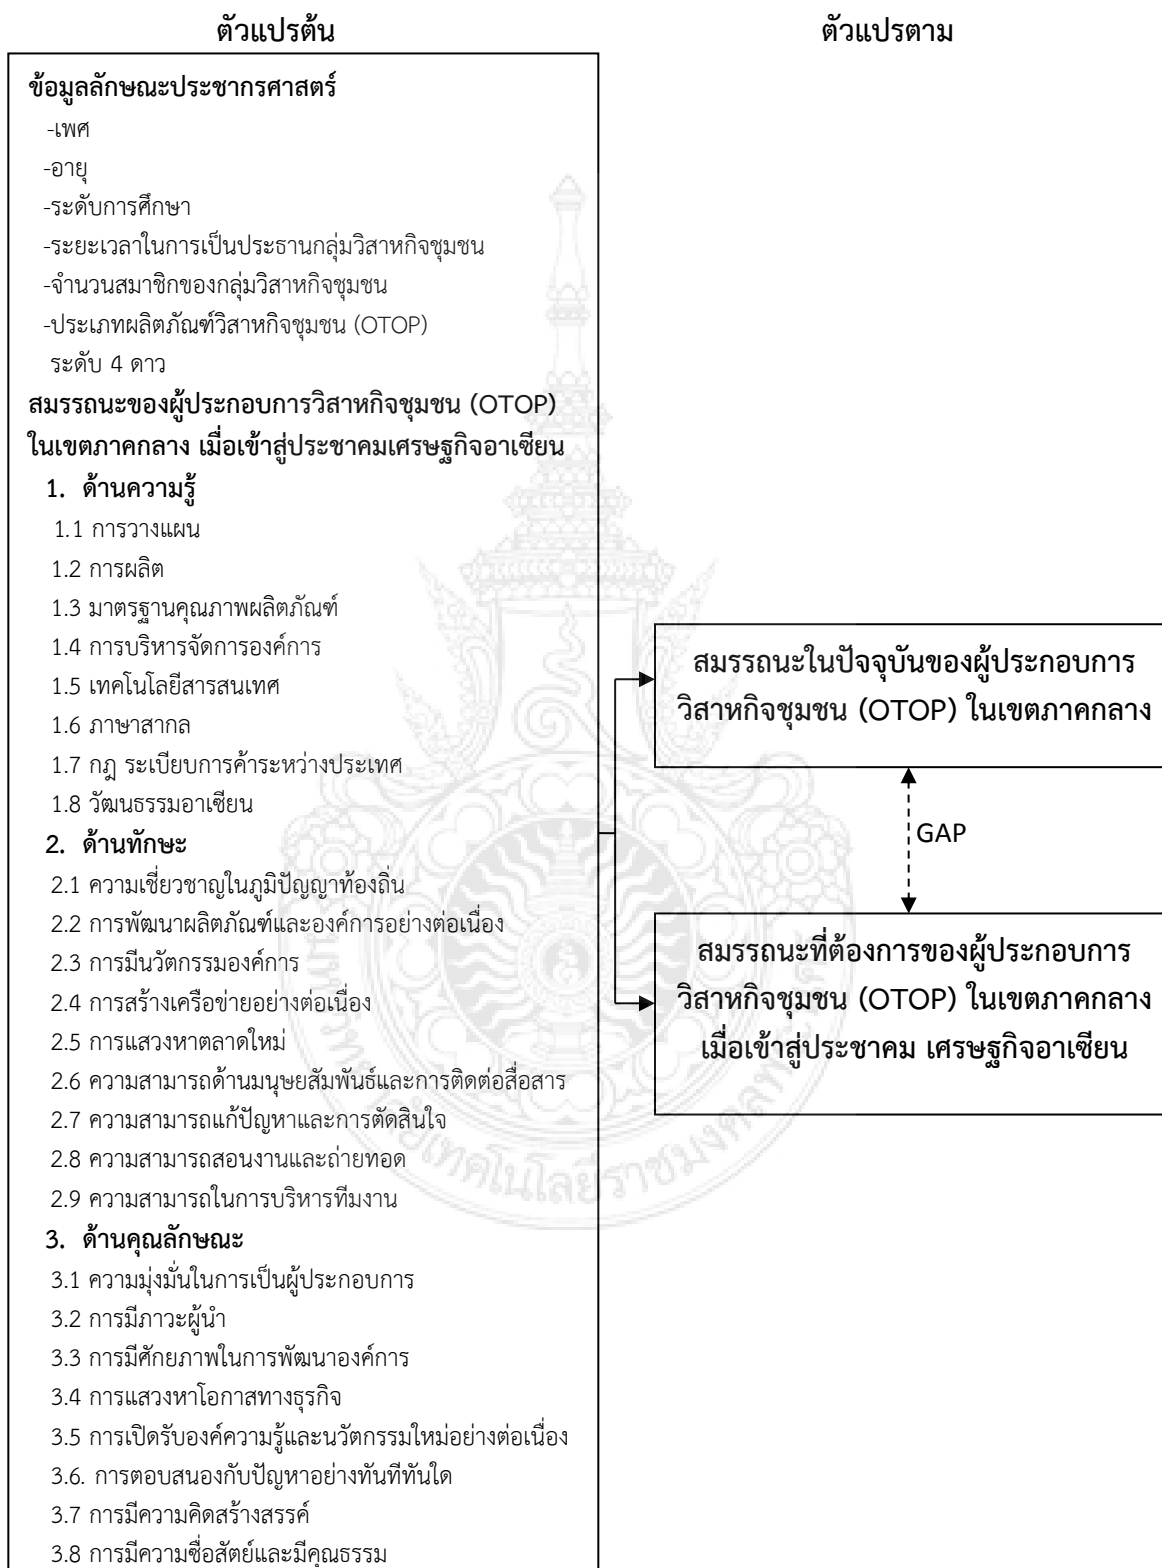 ตัวแปรต้น
ตัวแปรตาม
ข้อมูลลักษณะประชากรศาสตร์
-เพศ
-อายุ
-ระดับการศึกษา
-ระยะเวลาในการเป็นประธานกลุ่มวิสาหกิจชุมชน
-จำนวนสมาชิกของกลุ่มวิสาหกิจชุมชน
-ประเภทผลิตภัณฑ์วิสาหกิจชุมชน (OTOP)
ระดับ 4 ดาว
สมรรถนะของผู้ประกอบการวิสาหกิจชุมชน (OTOP)
ในเขตภาคกลาง เมื่อเข้าสู่ประชาคมเศรษฐกิจอาเซียน
1. ด้านความรู้
1.1 การวางแผน
1.2 การผลิต
1.3 มาตรฐานคุณภาพผลิตภัณฑ์
1.4 การบริหารจัดการองค์การ
1.5 เทคโนโลยีสารสนเทศ
1.6 ภาษาสากล
1.7 กฎ ระเบียบการค้าระหว่างประเทศ
1.8 วัฒนธรรมอาเซียน
2. ด้านทักษะ
2.1 ความเชี่ยวชาญในภูมิปัญญาท้องถิ่น
2.2 การพัฒนาผลิตภัณฑ์และองค์การอย่างต่อเนื่อง
2.3 การมีนวัตกรรมองค์การ
2.4 การสร้างเครือข่ายอย่างต่อเนื่อง
2.5 การแสวงหาตลาดใหม่
2.6 ความสามารถด้านมนุษยสัมพันธ์และการติดต่อสื่อสาร
2.7 ความสามารถแก้ปัญหาและการตัดสินใจ
2.8 ความสามารถสอนงานและถ่ายทอด
2.9 ความสามารถในการบริหารทีมงาน
3. ด้านคุณลักษณะ
3.1 ความมุ่งมั่นในการเป็นผู้ประกอบการ
3.2 การมีภาวะผู้นำ
3.3 การมีศักยภาพในการพัฒนาองค์การ
3.4 การแสวงหาโอกาสทางธุรกิจ
3.5 การเปิดรับองค์ความรู้และนวัตกรรมใหม่อย่างต่อเนื่อง
3.6. การตอบสนองกับปัญหาอย่างทันทีทันใด
3.7 การมีความคิดสร้างสรรค์
3.8 การมีความซื่อสัตย์และมีคุณธรรม
สมรรถนะในปัจจุบันของผู้ประกอบการ
วิสาหกิจชุมชน (OTOP) ในเขตภาคกลาง
GAP
สมรรถนะที่ต้องการของผู้ประกอบการ
วิสาหกิจชุมชน (OTOP) ในเขตภาคกลาง
เมื่อเข้าสู่ประชาคม เศรษฐกิจอาเซียน